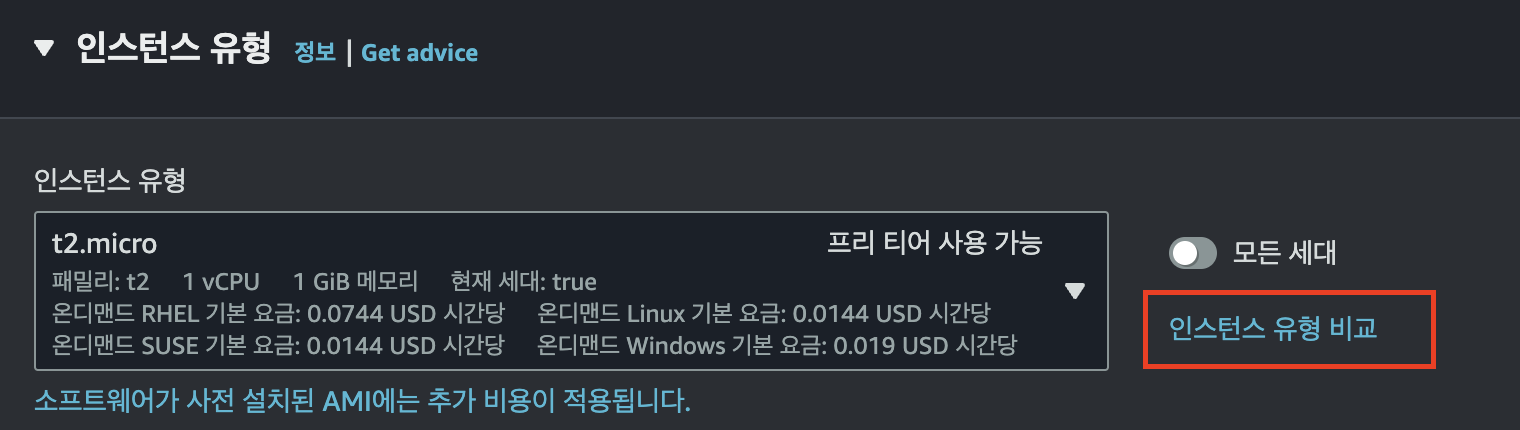 인스턴스 유형 정보 | Get advice
인스턴스 유형
t2.micro 프리 티어 사용 가능
패밀리: t2 1 vCPU 1 GiB 메모리 현재 세대: true
온디맨드 RHEL 기본 요금: 0.0744 USD 시간당 온디맨드 Linux 기본 요금: 0.0144 USD 시간당
온디맨드 SUSE 기본 요금: 0.0144 USD 시간당 온디맨드 Windows 기본 요금: 0.019 USD 시간당
모든 세대
인스턴스 유형 비교
소프트웨어가 사전 설치된 AMI에는 추가 비용이 적용됩니다.